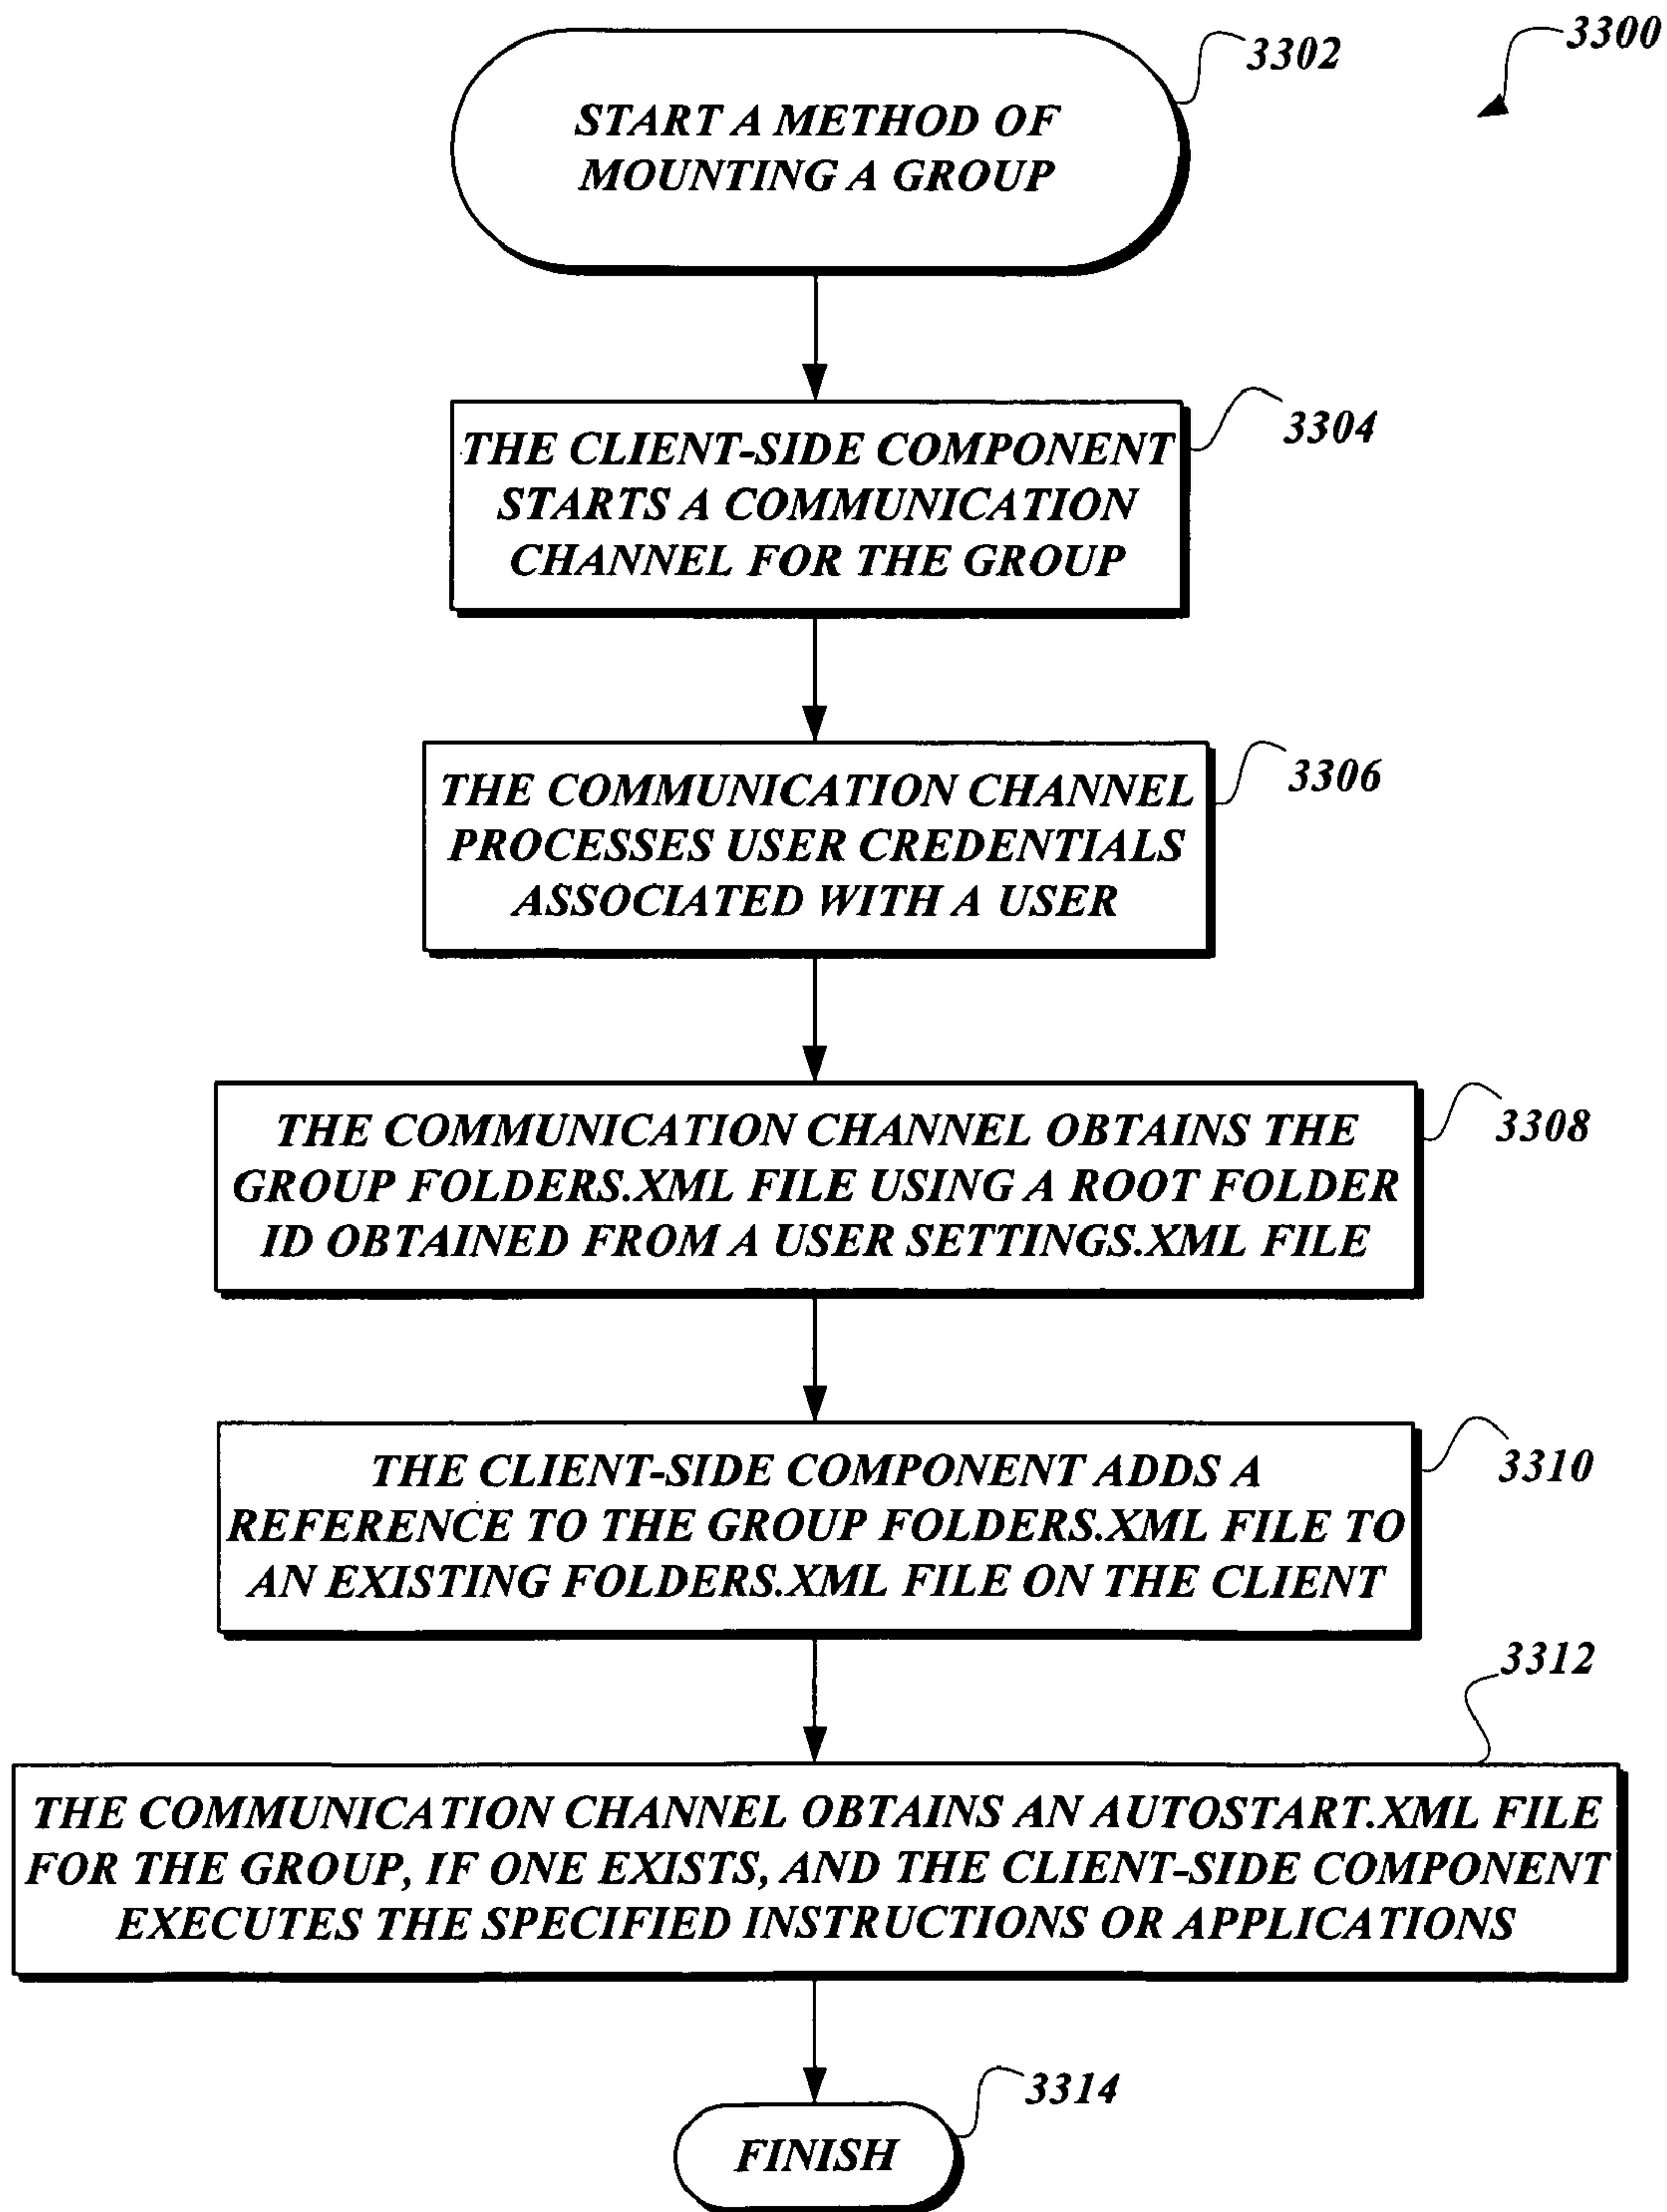 3300
3302
START A METHOD OF
MOUNTING A GROUP
3304
THE CLIENT-SIDE COMPONENT
STARTS A COMMUNICATION
CHANNEL FOR THE GROUP
3306
THE COMMUNICATION CHANNEL
PROCESSES USER CREDENTIALS
ASSOCIATED WITH A USER
3308
THE COMMUNICATION CHANNEL OBTAINS THE
GROUP FOLDERS.XML FILE USING A ROOT FOLDER
ID OBTAINED FROM A USER SETTINGS.XML FILE
3310
THE CLIENT-SIDE COMPONENT ADDS A
REFERENCE TO THE GROUP FOLDERS.XML FILE TO
AN EXISTING FOLDERS.XML FILE ON THE CLIENT
3312
THE COMMUNICATION CHANNEL OBTAINS AN AUTOSTART.XML FILE
FOR THE GROUP, IF ONE EXISTS, AND THE CLIENT-SIDE COMPONENT
EXECUTES THE SPECIFIED INSTRUCTIONS OR APPLICATIONS
3314
FINISH